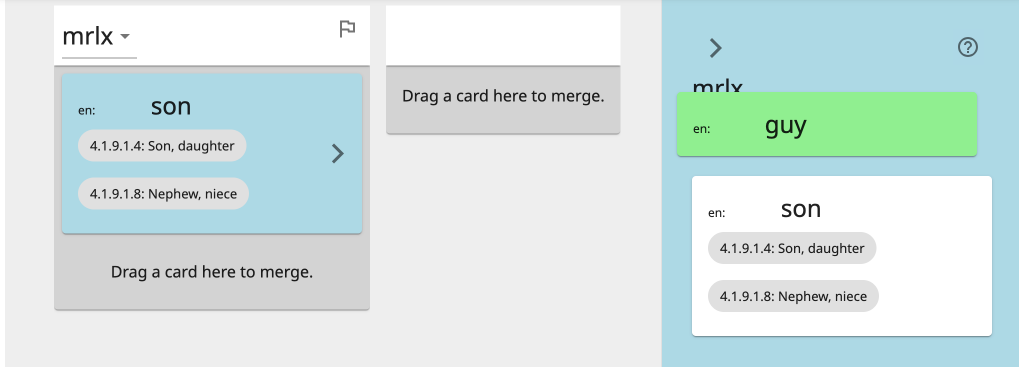 mrlx
en: son
4.1.9.1.4: Son, daughter
4.1.9.1.8: Nephew, niece
Drag a card here to merge.
Drag a card here to merge.
mrlx
en: guy
en: son
4.1.9.1.4: Son, daughter
4.1.9.1.8: Nephew, niece